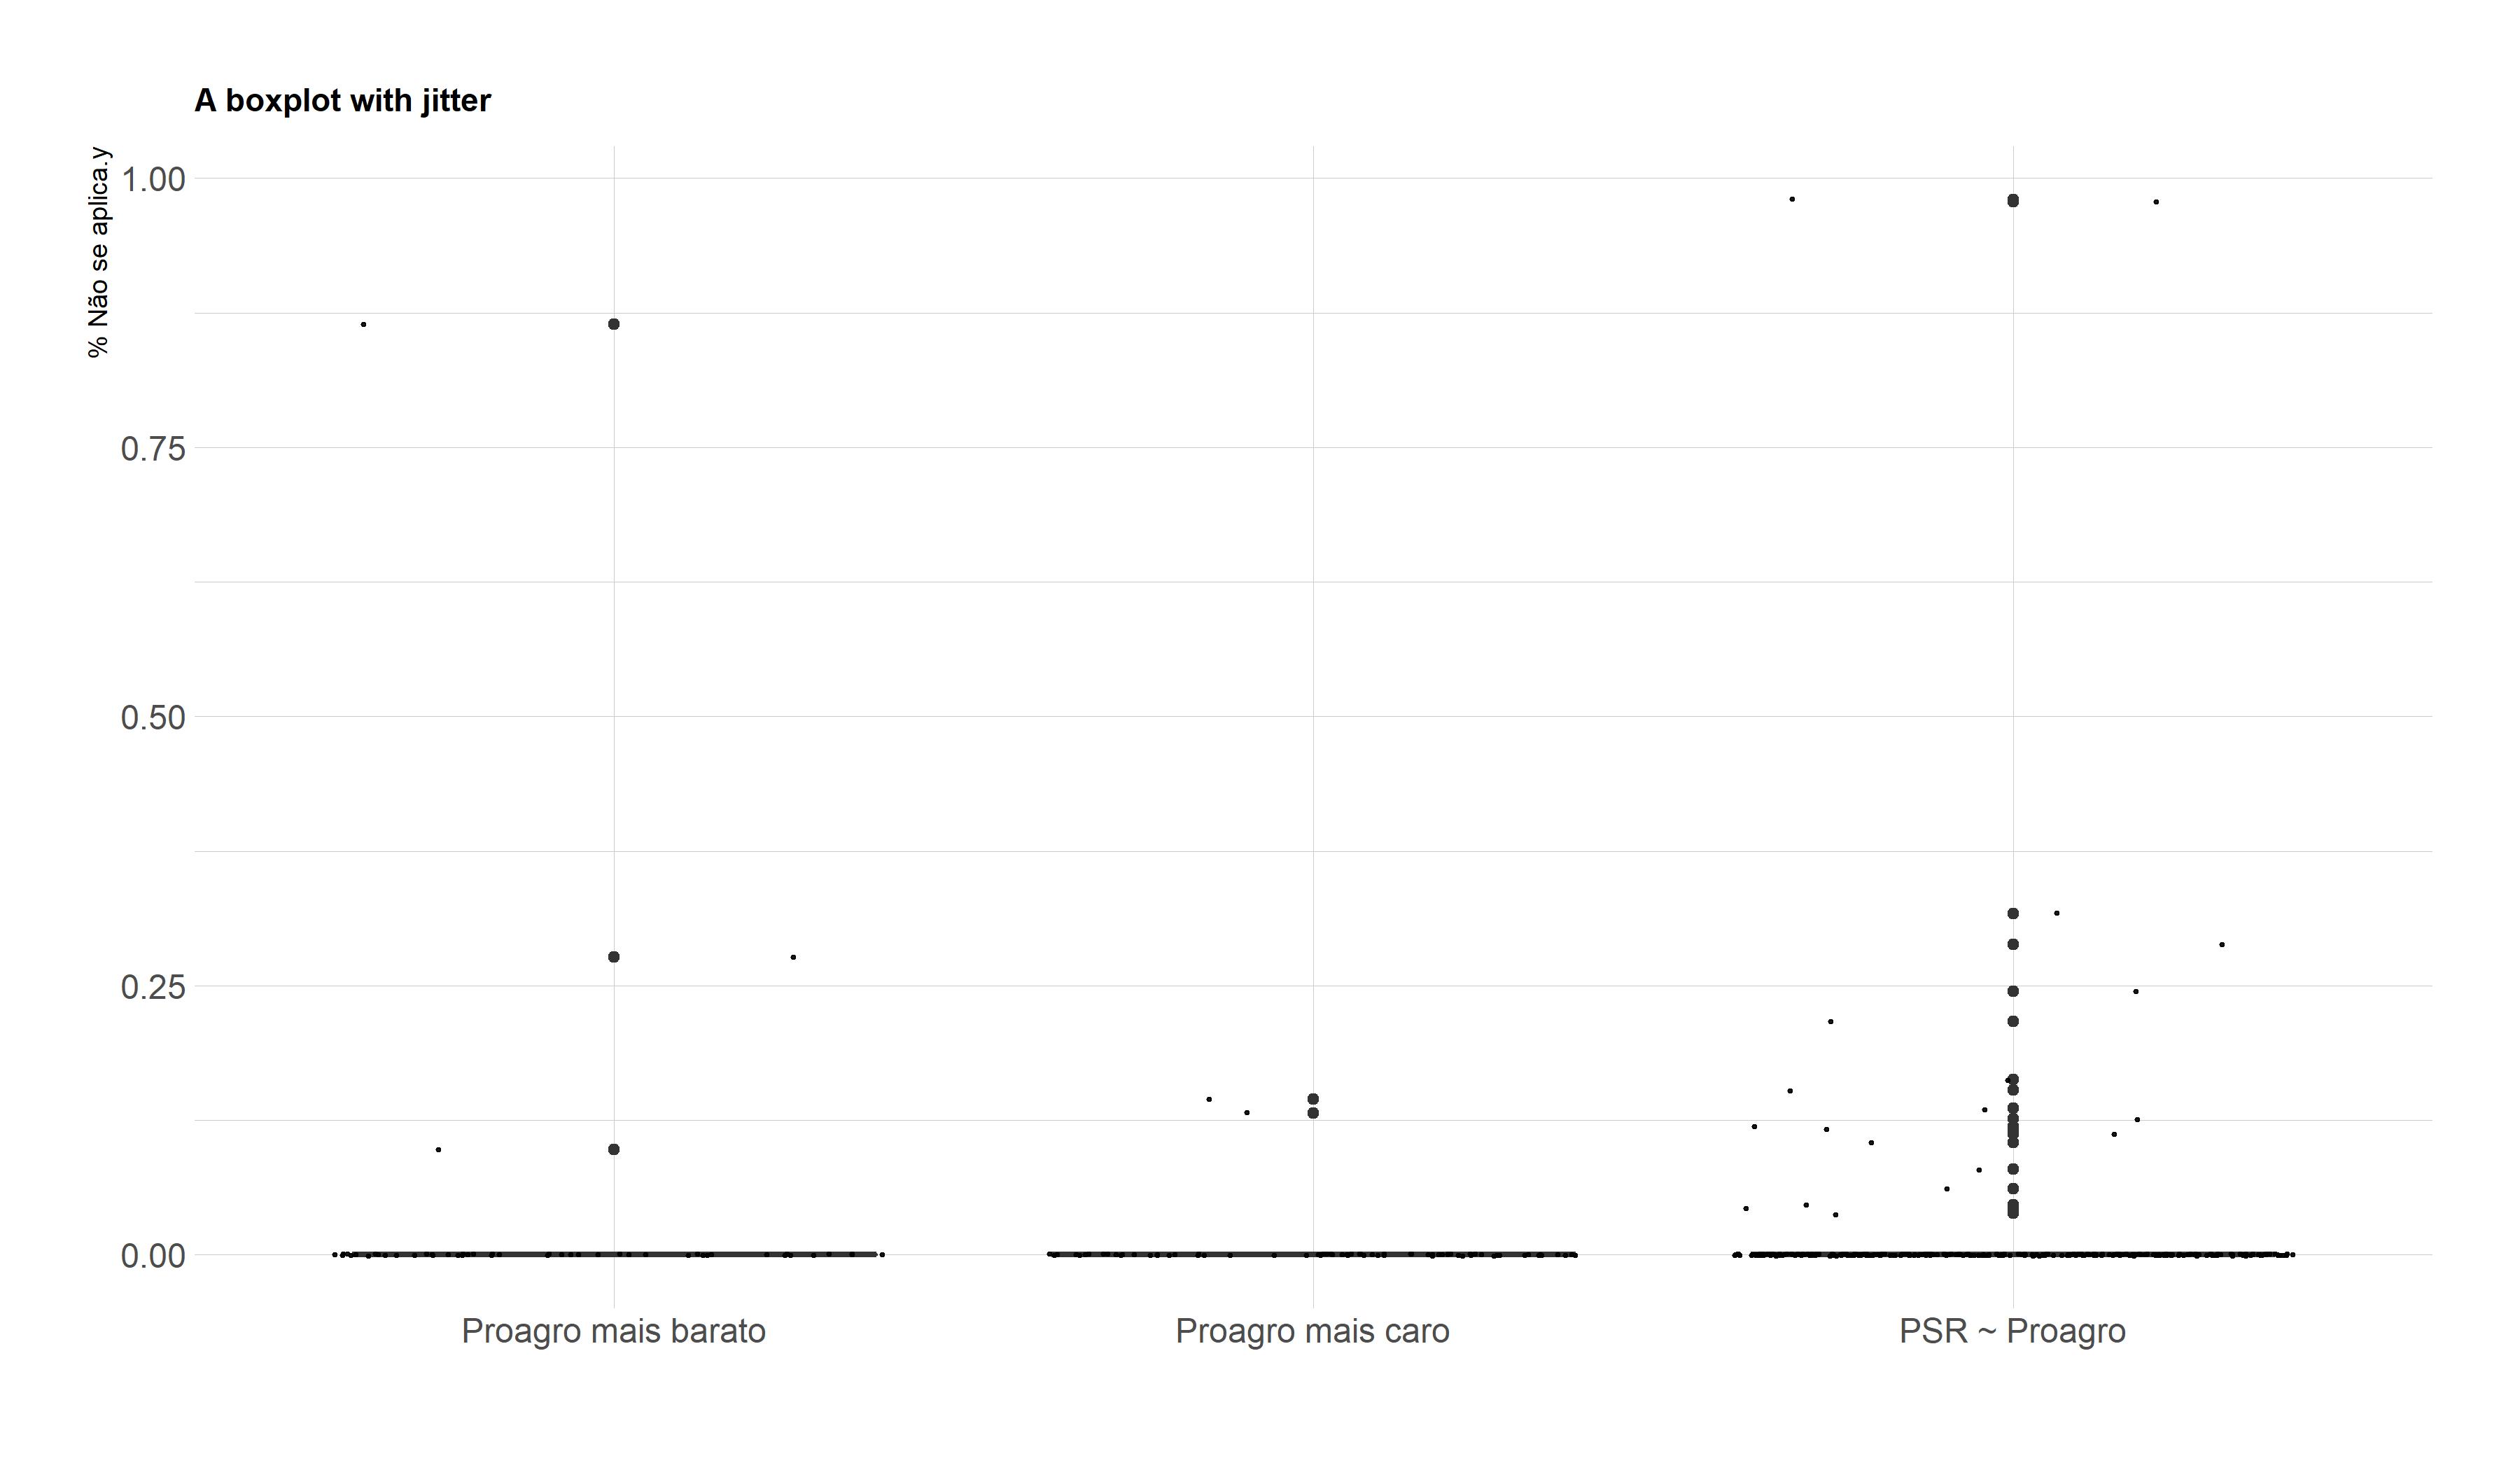 A boxplot with jitter
% Não se aplica.y
1.00
0.75
0.50
0.25
0.00
Proagro mais barato
Proagro mais caro
PSR ~ Proagro